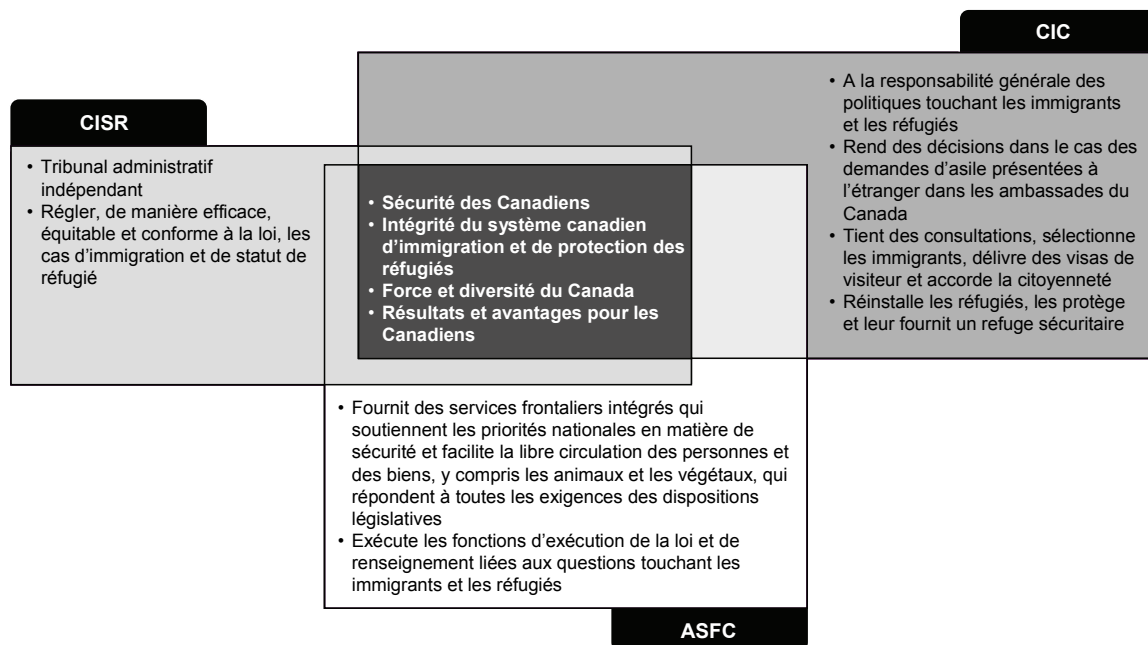 CISR
• Tribunal administratif
indépendant
• Régler, de manière efficace,
équitable et conforme à la loi, les
cas d'immigration et de statut de
réfugié
CIC
• A la responsabilité générale des
politiques touchant les immigrants
et les réfugiés
• Rend des décisions dans le cas des
demandes d'asile présentées à
l'étranger dans les ambassades du
Canada
• Tient des consultations, sélectionne
les immigrants, délivre des visas de
visiteur et accorde la citoyenneté
• Réinstalle les réfugiés, les protège
et leur fournit un refuge sécuritaire
• Sécurité des Canadiens
• Intégrité du système canadien
d'immigration et de protection des
réfugiés
• Force et diversité du Canada
• Résultats et avantages pour les
Canadiens
• Fournit des services frontaliers intégrés qui
soutiennent les priorités nationales en matière de
sécurité et facilite la libre circulation des personnes et
des biens, y compris les animaux et les végétaux, qui
répondent à toutes les exigences des dispositions
législatives
• Exécute les fonctions d'exécution de la loi et de
renseignement liées aux questions touchant les
immigrants et les réfugiés
ASFC